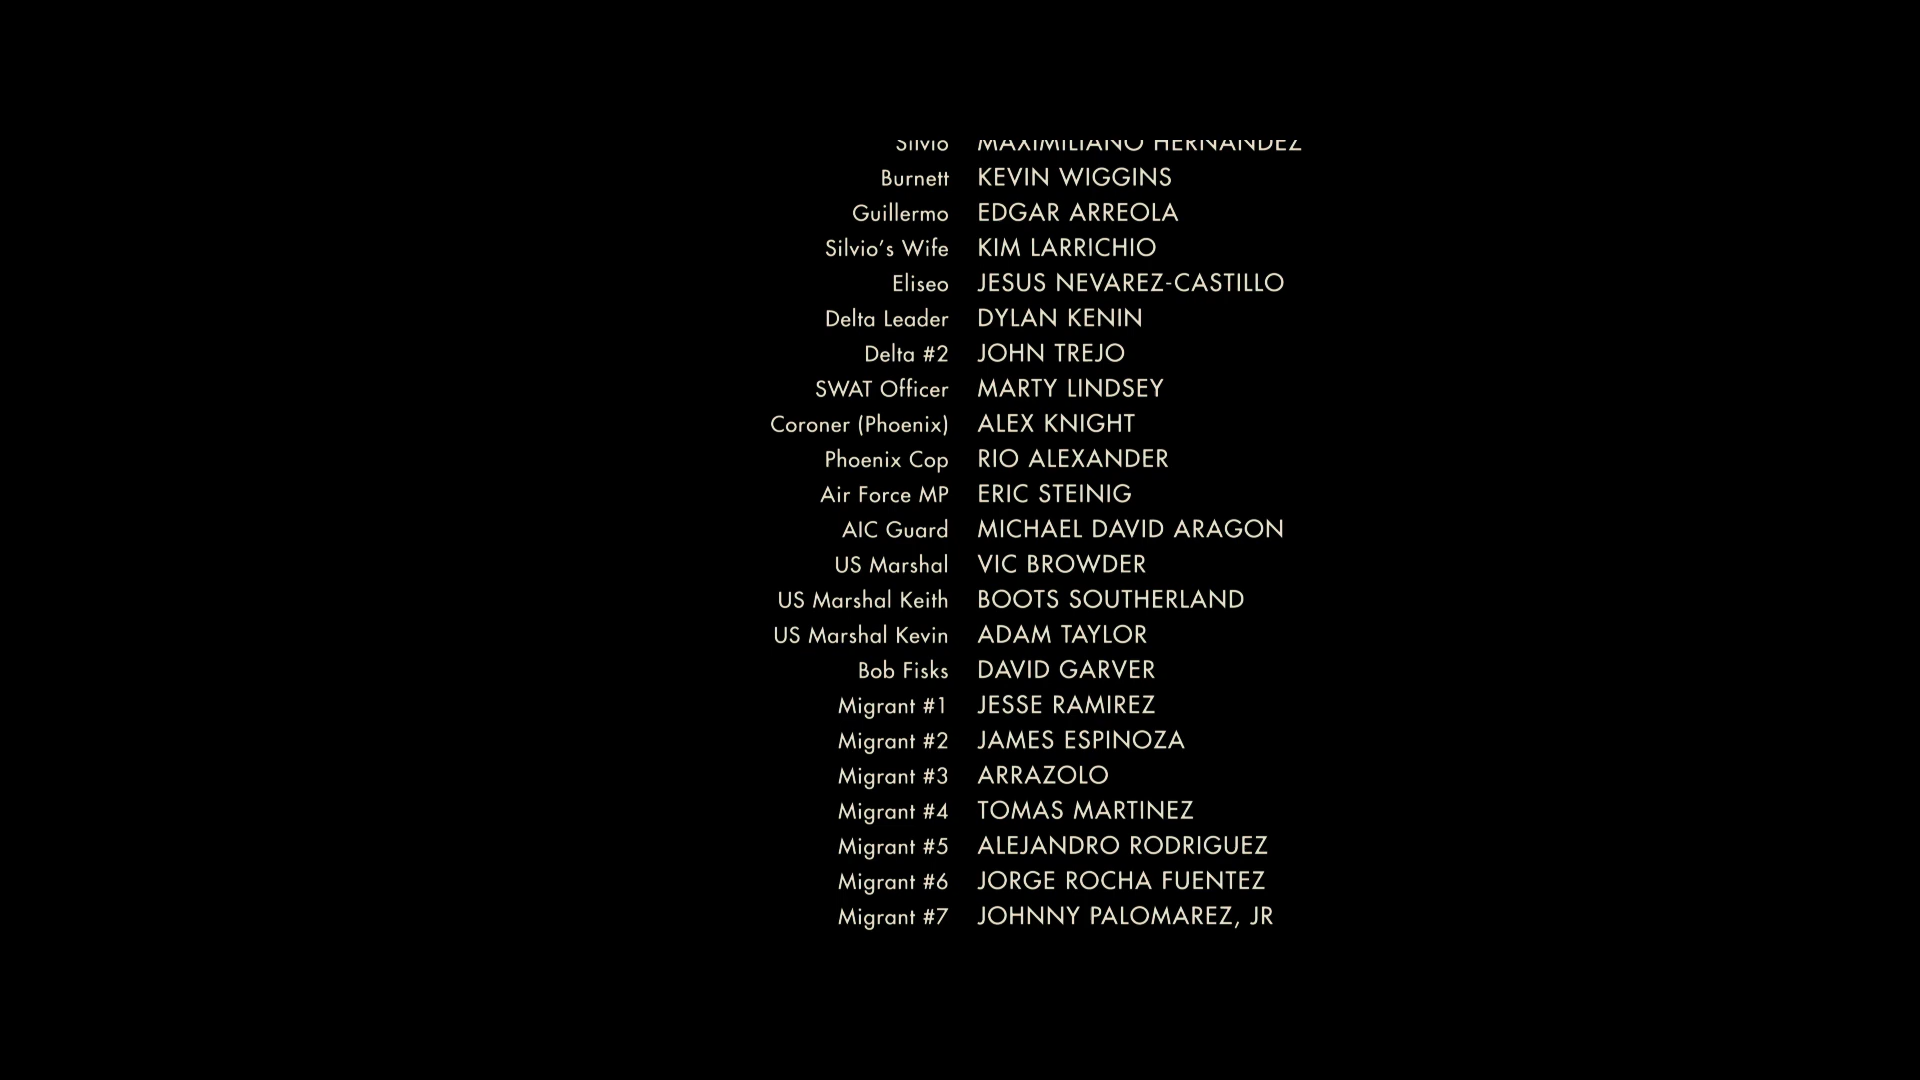 Silvio MAXIMILIANO HERNANDEZ
Burnett KEVIN WIGGINS
Guillermo EDGAR ARREOLA
Silvio’s Wife KIM LARRICHIO
Eliseo JESUS NEVAREZ-CASTILLO
Delta Leader DYLAN KENIN
Delta #2 JOHN TREJO
SWAT Officer MARTY LINDSEY
Coroner (Phoenix) ALEX KNIGHT
Phoenix Cop RIO ALEXANDER
Air Force MP ERIC STEINIG
AIC Guard MICHAEL DAVID ARAGON
US Marshal VIC BROWDER
US Marshal Keith BOOTS SOUTHERLAND
US Marshal Kevin ADAM TAYLOR
Bob Fisks DAVID GARVER
Migrant #1 JESSE RAMIREZ
Migrant #2 JAMES ESPINOZA
Migrant #3 ARRAZOLO
Migrant #4 TOMAS MARTINEZ
Migrant #5 ALEJANDRO RODRIGUEZ
Migrant #6 JORGE ROCHA FUENTEZ
Migrant #7 JOHNNY PALOMAREZ, JR